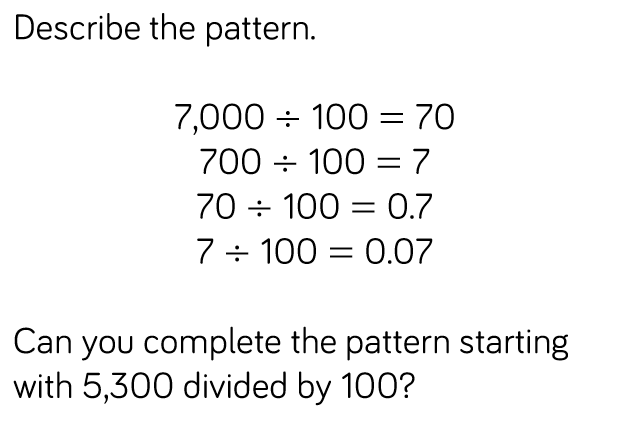 Describe the pattern.
7,000 ÷ 100 = 70
700 ÷ 100 = 7
70 ÷ 100 = 0.7
7 ÷ 100 = 0.07
Can you complete the pattern starting
with 5,300 divided by 100?